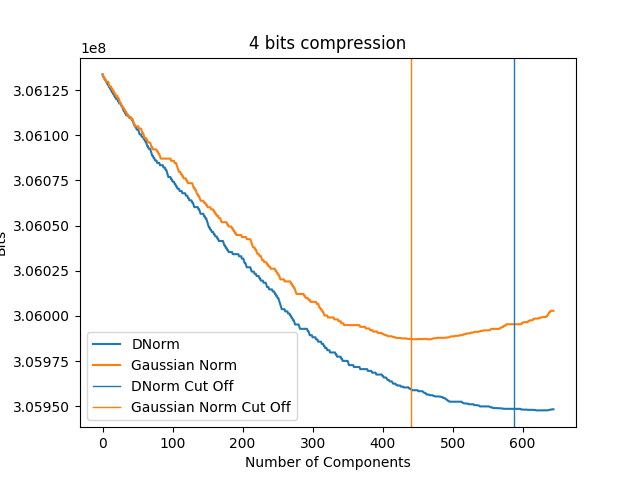 4 bits compression
1e8
3.06125
3.06100
3.06075
3.06050
3.06025
3.06000
3.05975
3.05950
Bits
DNorm
Gaussian Norm
DNorm Cut Off
Gaussian Norm Cut Off
0 100 200 300 400 500 600
Number of Components